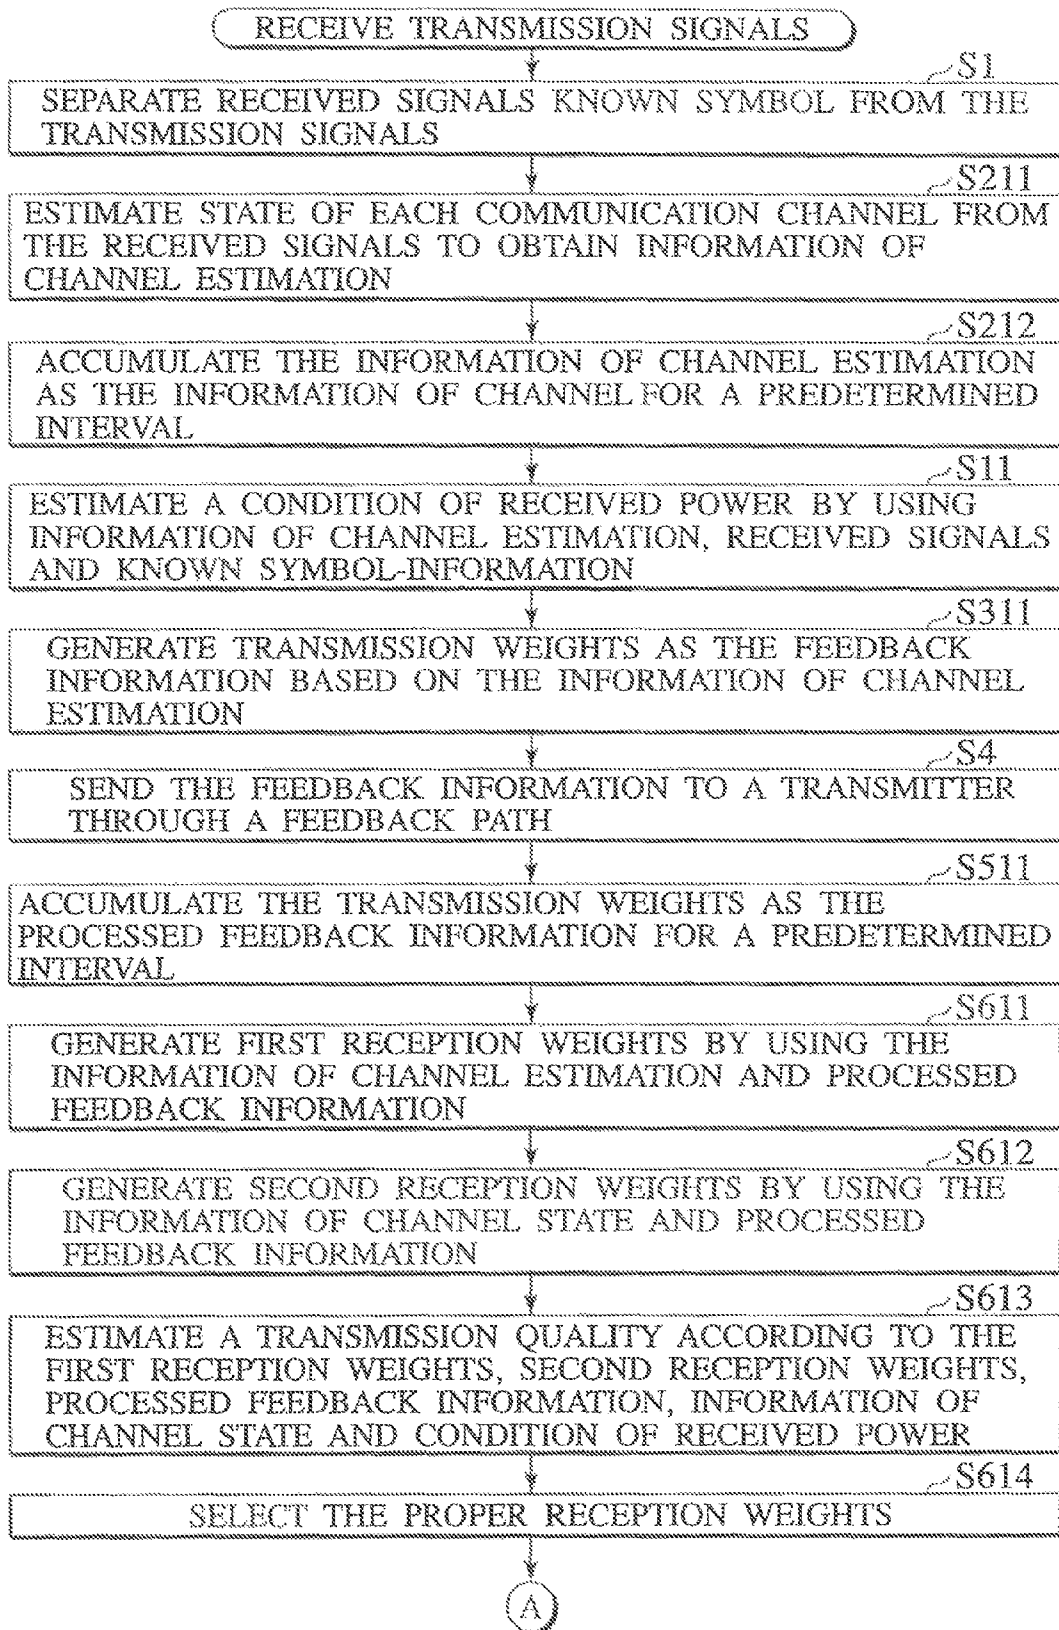 RECEIVE TRANSMISSION SIGNALS
S1
SEPARATE RECEIVED SIGNALS KNOWN SYMBOL FROM THE
TRANSMISSION SIGNALS
S211
ESTIMATE STATE OF EACH COMMUNICATION CHANNEL FROM
THE RECEIVED SIGNALS TO OBTAIN INFORMATION OF
CHANNEL ESTIMATION
S212
ACCUMULATE THE INFORMATION OF CHANNEL ESTIMATION
AS THE INFORMATION OF CHANNEL FOR A PREDETERMINED
INTERVAL
S11
ESTIMATE A CONDITION OF RECEIVED POWER BY USING
INFORMATION OF CHANNEL ESTIMATION, RECEIVED SIGNALS
AND KNOWN SYMBOL-INFORMATION
S311
GENERATE TRANSMISSION WEIGHTS AS THE FEEDBACK
INFORMATION BASED ON THE INFORMATION OF CHANNEL
ESTIMATION
S4
SEND THE FEEDBACK INFORMATION TO A TRANSMITTER
THROUGH A FEEDBACK PATH
S511
ACCUMULATE THE TRANSMISSION WEIGHTS AS THE
PROCESSED FEEDBACK INFORMATION FOR A PREDETERMINED
INTERVAL
S611
GENERATE FIRST RECEPTION WEIGHTS BY USING THE
INFORMATION OF CHANNEL ESTIMATION AND PROCESSED
FEEDBACK INFORMATION
S612
GENERATE SECOND RECEPTION WEIGHTS BY USING THE
INFORMATION OF CHANNEL STATE AND PROCESSED
FEEDBACK INFORMATION
S613
ESTIMATE A TRANSMISSION QUALITY ACCORDING TO THE
FIRST RECEPTION WEIGHTS, SECOND RECEPTION WEIGHTS,
PROCESSED FEEDBACK INFORMATION, INFORMATION OF
CHANNEL STATE AND CONDITION OF RECEIVED POWER
S614
SELECT THE PROPER RECEPTION WEIGHTS
A